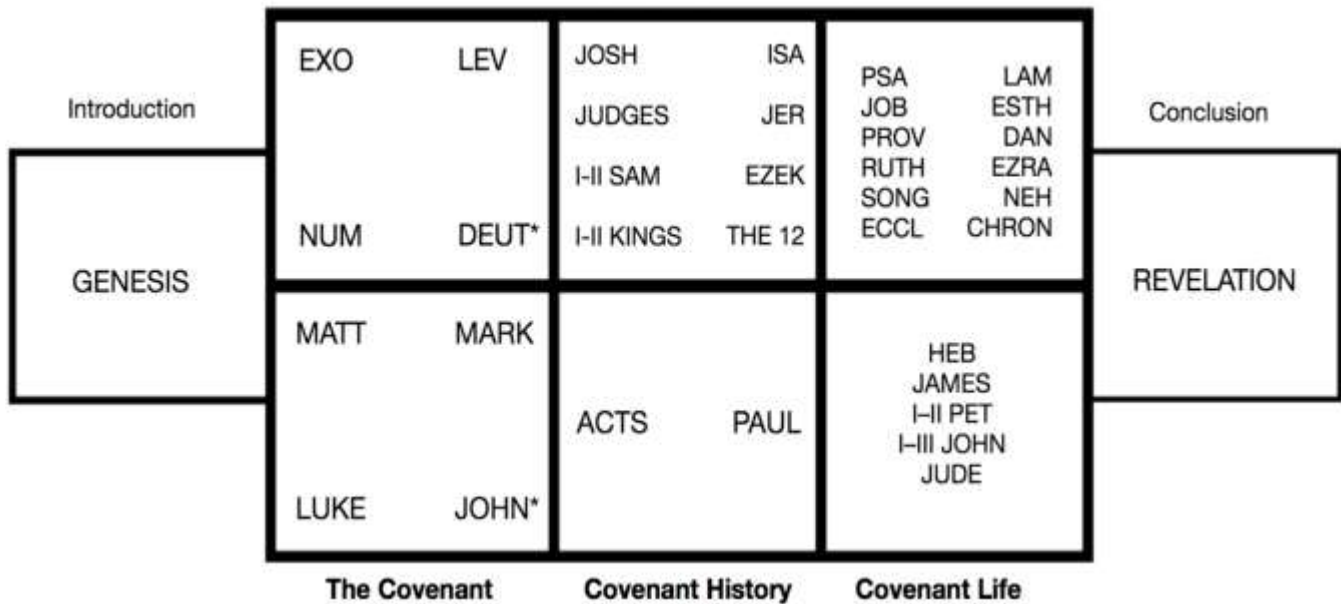 Introduction
GENESIS
EXO LEV
NUM DEUT*
MATT MARK
LUKE JOHN*
The Covenant
JOSH ISA
JUDGES JER
I-II SAM EZEK
I-II KINGS THE 12
ACTS PAUL
Covenant History
PSA LAM
JOB ESTH
PROV DAN
RUTH EZRA
SONG NEH
ECCL CHRON
HEB
JAMES
I–II PET
I–III JOHN
JUDE
Covenant Life
Conclusion
REVELATION